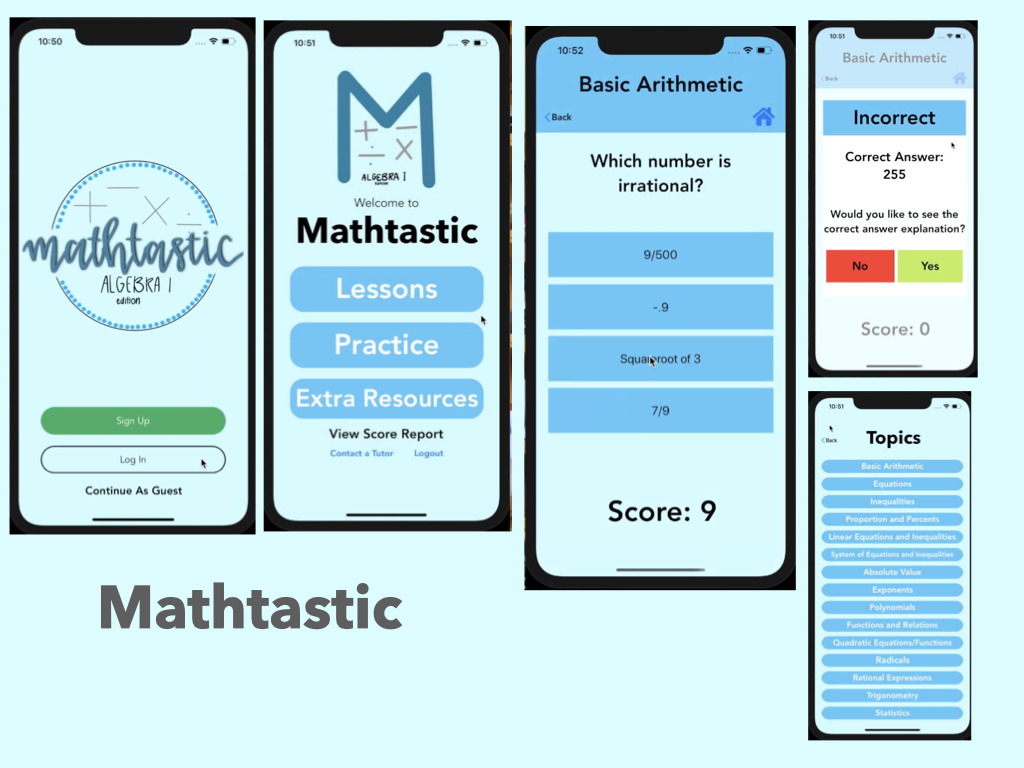 10:50
mathtastic
ALGEBRA I
edition
Sign Up
Log In
Continue As Guest
10:51
M
ALGEBRA I
edition
Welcome to
Mathtastic
Lessons
Practice
Extra Resources
View Score Report
Contact a Tutor Logout
10:52
Basic Arithmetic
Back
Which number is
irrational?
9/500
-.9
Squareroot of 3
7/9
Score: 9
10:51
Basic Arithmetic
Back
Incorrect
Correct Answer:
255
Would you like to see the
correct answer explanation?
No Yes
Score: 0
10:51
Back
Topics
Basic Arithmetic
Equations
Inequalities
Proportion and Percents
Linear Equations and Inequalities
System of Equations and Inequalities
Absolute Value
Exponents
Polynomials
Functions and Relations
Quadratic Equations/Functions
Radicals
Rational Expressions
Trigonometry
Statistics
Mathtastic